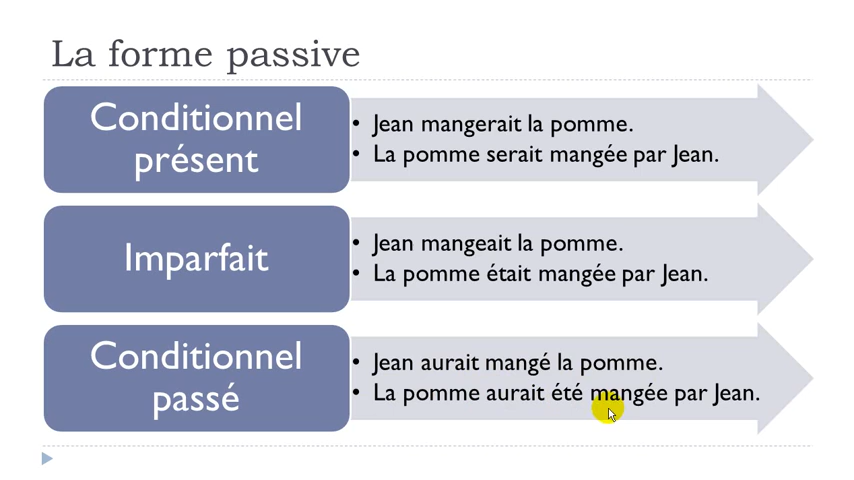 La forme passive
Conditionnel
présent
• Jean mangerait la pomme.
• La pomme serait mangée par Jean.
Imparfait
• Jean mangeait la pomme.
• La pomme était mangée par Jean.
Conditionnel
passé
• Jean aurait mangé la pomme.
• La pomme aurait été mangée par Jean.